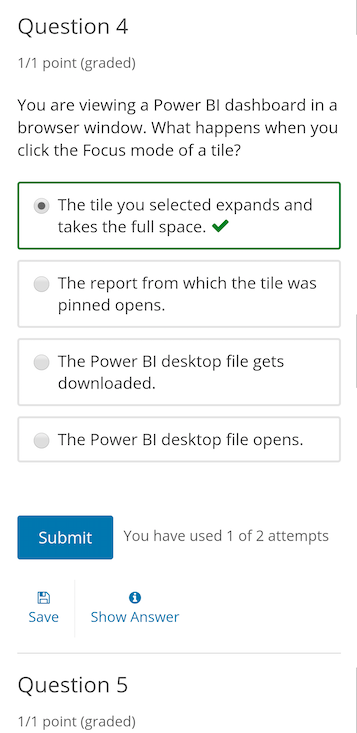 Question 4
1/1 point (graded)
You are viewing a Power BI dashboard in a
browser window. What happens when you
click the Focus mode of a tile?
The tile you selected expands and
takes the full space.
The report from which the tile was
pinned opens.
The Power BI desktop file gets
downloaded.
The Power BI desktop file opens.
Submit
You have used 1 of 2 attempts
Save
Show Answer
Question 5
1/1 point (graded)